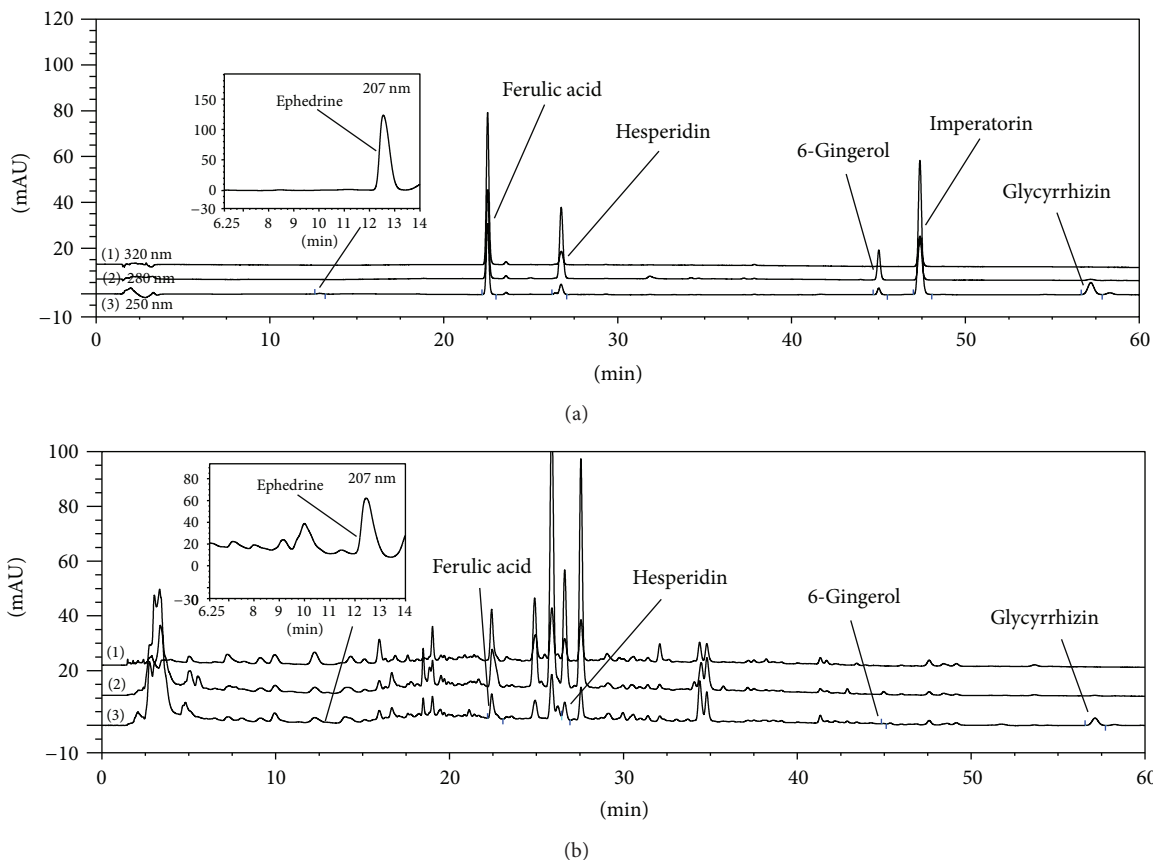 120
100
80
60
40
20
−10
(mAU)
150
100
50
0
−30
6.25 8 9 10 11 12 13 14
(min)
207 nm
Ephedrine
Ferulic acid
Hesperidin
6-Gingerol
Imperatorin
Glycyrrhizin
(1) 320 nm
(2) 280 nm
(3) 250 nm
0 10 20 30 40 50 60
(min)
(a)
100
80
60
40
20
−10
(mAU)
80
60
40
20
0
−30
6.25 8 9 10 11 12 13 14
(min)
207 nm
Ephedrine
Ferulic acid
Hesperidin
6-Gingerol
Glycyrrhizin
(1)
(2)
(3)
0 10 20 30 40 50 60
(min)
(b)